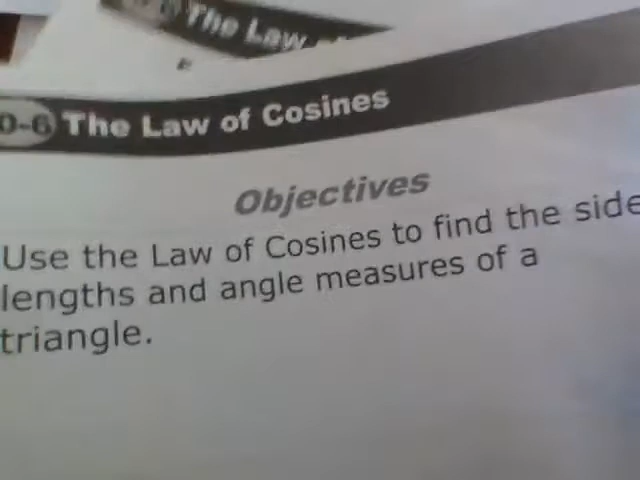 The Law
0-6 The Law of Cosines
Objectives
Use the Law of Cosines to find the side
lengths and angle measures of a
triangle.